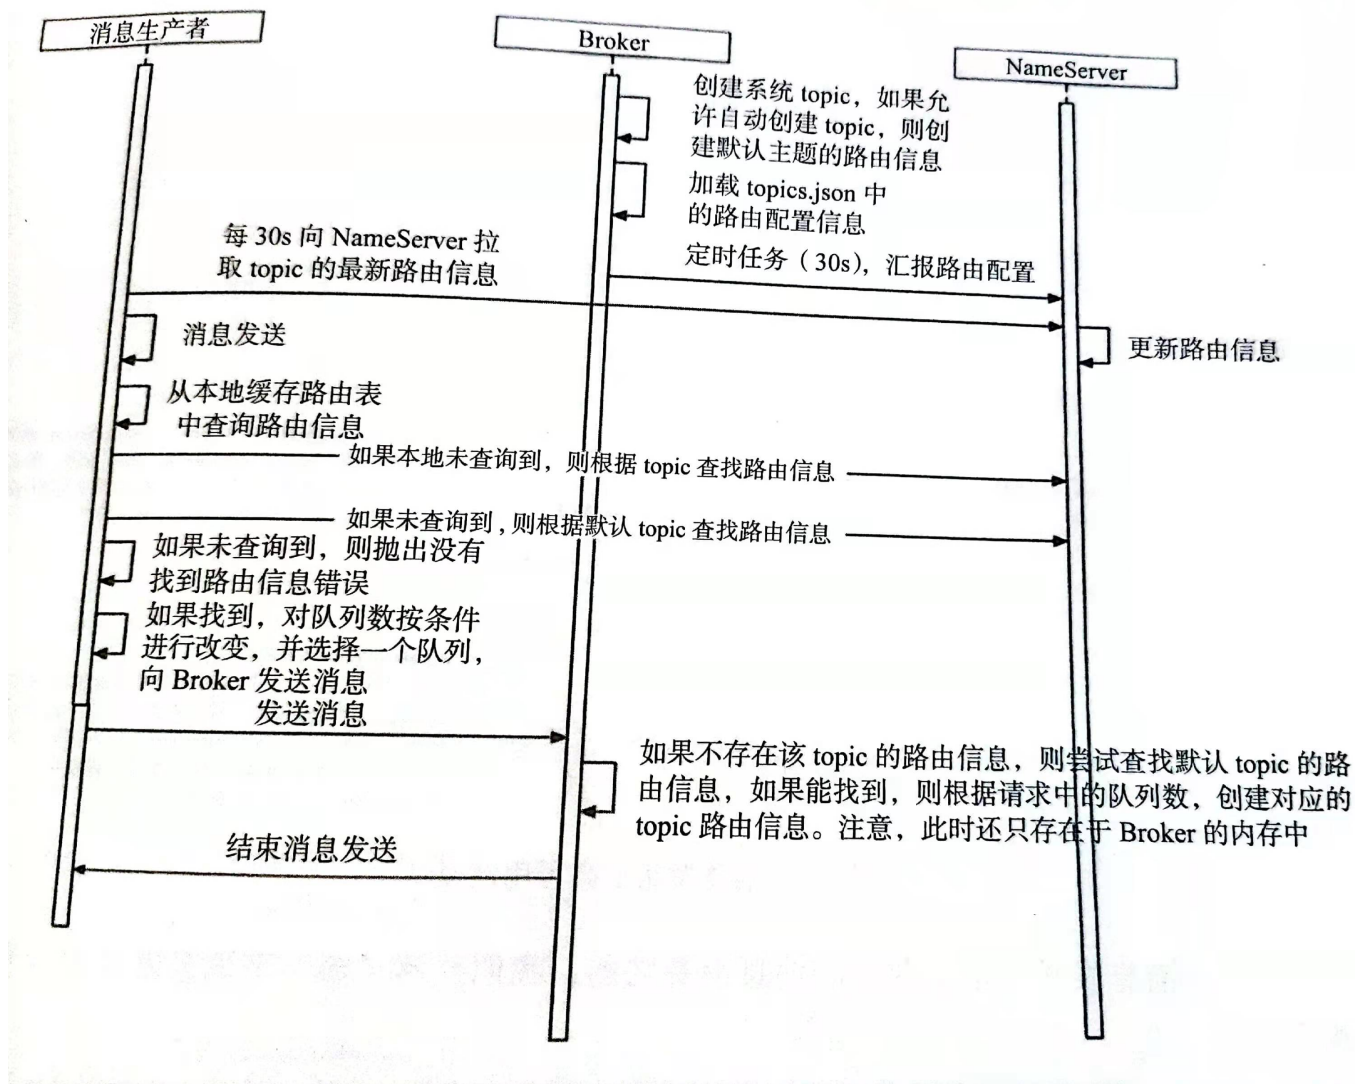 消息生产者
Broker
NameServer
创建系统 topic，如果允
许自动创建 topic，则创
建默认主题的路由信息
加载 topics.json 中
的路由配置信息
定时任务（30s），汇报路由配置
每 30s 向 NameServer 拉
取 topic 的最新路由信息
更新路由信息
消息发送
从本地缓存路由表
中查询路由信息
如果本地未查询到，则根据 topic 查找路由信息
如果未查询到，则根据默认 topic 查找路由信息
如果未查询到，则抛出没有
找到路由信息错误
如果找到，对队列数按条件
进行改变，并选择一个队列，
向 Broker 发送消息
发送消息
如果不存在该 topic 的路由信息，则尝试查找默认 topic 的路
由信息，如果能找到，则根据请求中的队列数，创建对应的
topic 路由信息。注意，此时还只存在于 Broker 的内存中
结束消息发送